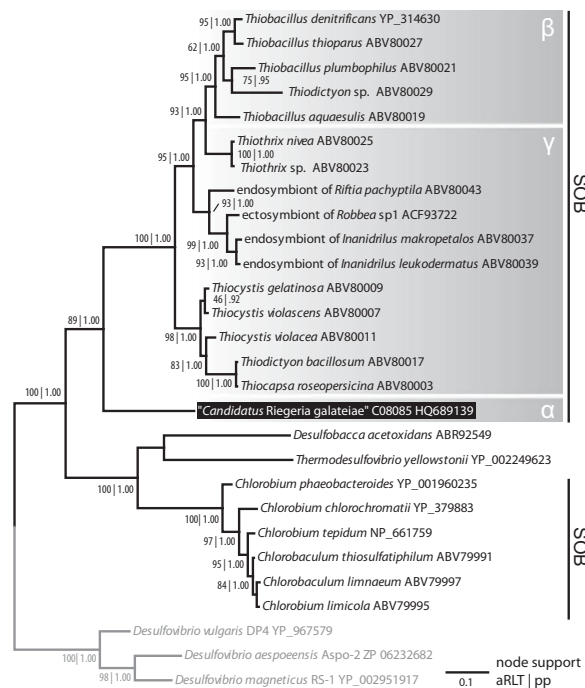 95 | 1.00
Thiobacillus denitrificans YP_314630
β
62 | 1.00
Thiobacillus thioparus ABV80027
95 | 1.00
Thiobacillus plumbophilus ABV80021
75 | .95
Thiodictyon sp. ABV80029
93 | 1.00
Thiobacillus aquaesulis ABV80019
95 | 1.00
Thiothrix nivea ABV80025
γ
100 | 1.00
Thiothrix sp. ABV80023
SOB
endosymbiont of Riftia pachyptila ABV80043
93 | 1.00
ectosymbiont of Robbea sp1 ACF93722
100 | 1.00
99 | 1.00
endosymbiont of Inanidrilus makropetalos ABV80037
93 | 1.00
endosymbiont of Inanidrilus leukodermatus ABV80039
Thiocystis gelatinosa ABV80009
46 | .92
Thiocystis violascens ABV80007
89 | 1.00
98 | 1.00
Thiocystis violacea ABV80011
83 | 1.00
Thiodictyon bacillosum ABV80017
100 | 1.00
Thiocapsa roseopersicina ABV80003
100 | 1.00
"Candidatus Riegeria galateiae" C08085 HQ689139
α
Desulfobacca acetoxidans ABR92549
Thermodesulfovibrio yellowstonii YP_002249623
100 | 1.00
Chlorobium phaeobacteroides YP_001960235
100| 1.00
Chlorobium chlorochromatii YP_379883
97 | 1.00
Chlorobium tepidum NP_661759
SOB
95 | 1.00
Chlorobaculum thiosulfatiphilum ABV79991
84 | 1.00
Chlorobaculum limnaeum ABV79997
Chlorobium limicola ABV79995
Desulfovibrio vulgaris DP4 YP_967579
100| 1.00
Desulfovibrio aespoeensis Aspo-2 ZP 06232682
98 | 1.00
Desulfovibrio magneticus RS-1 YP_002951917
0.1
node support
aRLT | pp